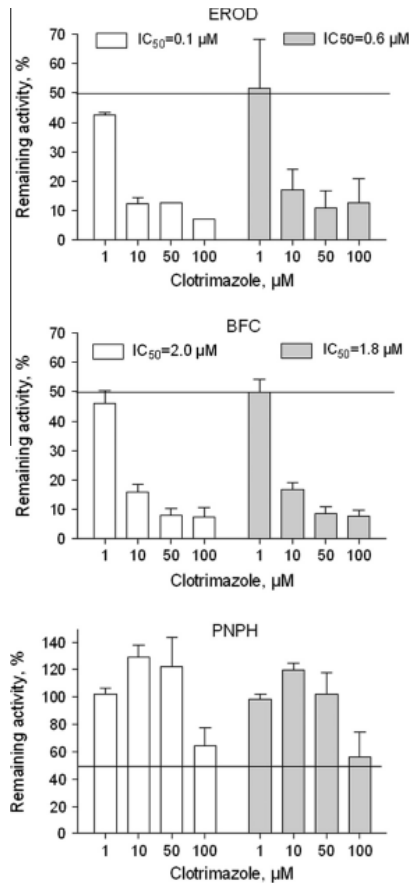 EROD
IC50=0.1 µM IC50=0.6 µM
70
60
50
40
30
20
10
0
Remaining activity, %
1 10 50 100 1 10 50 100
Clotrimazole, µM
BFC
IC50=2.0 µM IC50=1.8 µM
70
60
50
40
30
20
10
0
Remaining activity, %
1 10 50 100 1 10 50 100
Clotrimazole, µM
PNPH
140
120
100
80
60
40
20
0
Remaining activity, %
1 10 50 100 1 10 50 100
Clotrimazole, µM